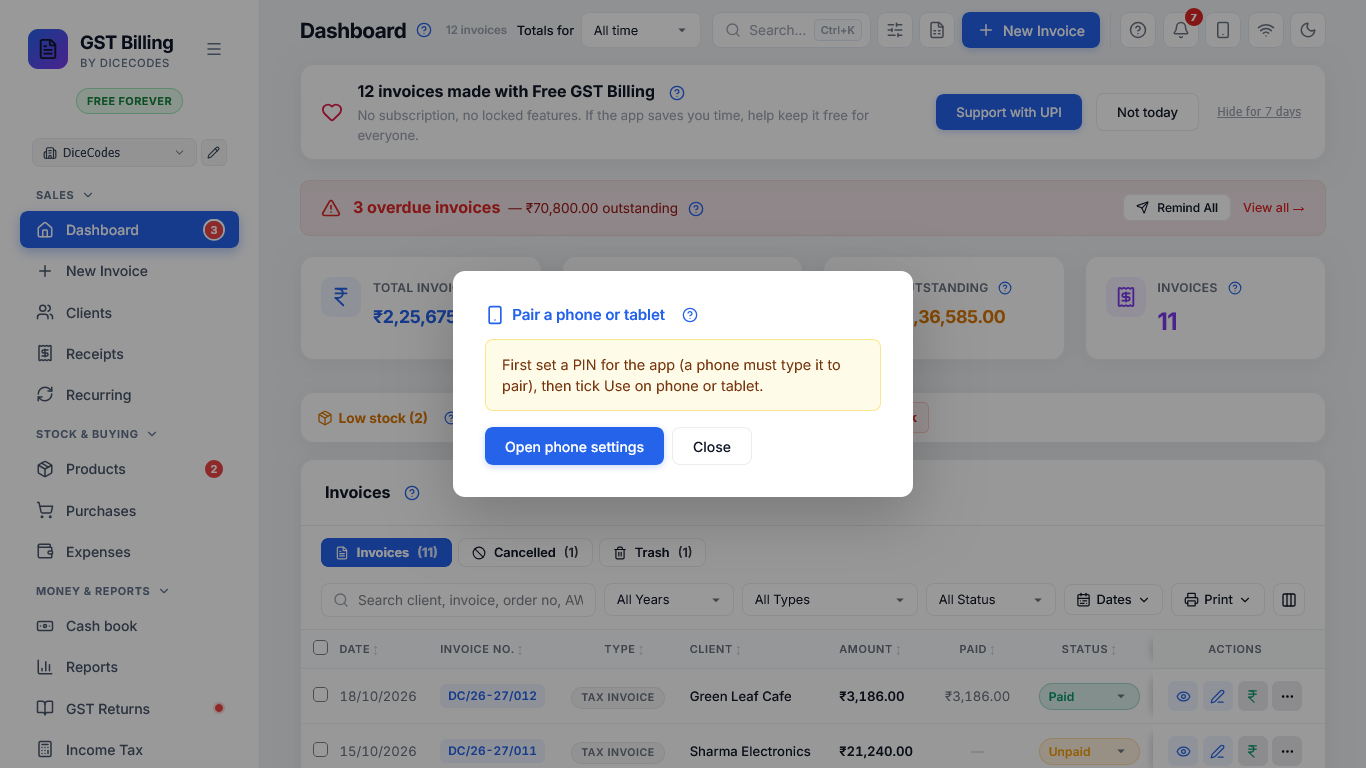 GST Billing
BY DICECODES
FREE FOREVER
DiceCodes
SALES
Dashboard 3
New Invoice
Clients
Receipts
Recurring
STOCK & BUYING
Products 2
Purchases
Expenses
MONEY & REPORTS
Cash book
Reports
GST Returns
Income Tax
Dashboard 12 invoices Totals for All time Search... Ctrl+K New Invoice 7
12 invoices made with Free GST Billing
No subscription, no locked features. If the app saves you time, help keep it free for
everyone.
Support with UPI Not today Hide for 7 days
3 overdue invoices — ₹70,800.00 outstanding Remind All View all →
₹ INVOICES
,36,585.00 11
Pair a phone or tablet
First set a PIN for the app (a phone must type it to
pair), then tick Use on phone or tablet.
Open phone settings Close
Low stock (2)
Invoices
Invoices (11) Cancelled (1) Trash (1)
Search client, invoice, order no, AW All Years All Types All Status Dates Print
DATE INVOICE NO. TYPE CLIENT AMOUNT PAID STATUS ACTIONS
18/10/2026 DC/26-27/012 TAX INVOICE Green Leaf Cafe ₹3,186.00 ₹3,186.00 Paid ₹
15/10/2026 DC/26-27/011 TAX INVOICE Sharma Electronics ₹21,240.00 — Unpaid ₹